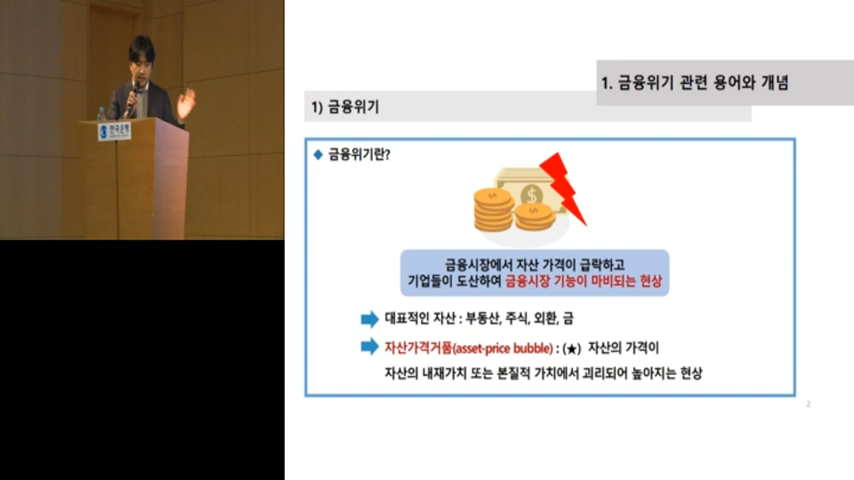 1. 금융위기 관련 용어와 개념
1) 금융위기
◆ 금융위기란?
금융시장에서 자산 가격이 급락하고
기업들이 도산하여 금융시장 기능이 마비되는 현상
대표적인 자산 : 부동산, 주식, 외환, 금
자산가격거품(asset-price bubble) : (★) 자산의 가격이
자산의 내재가치 또는 본질적 가치에서 괴리되어 높아지는 현상
2
한국은행